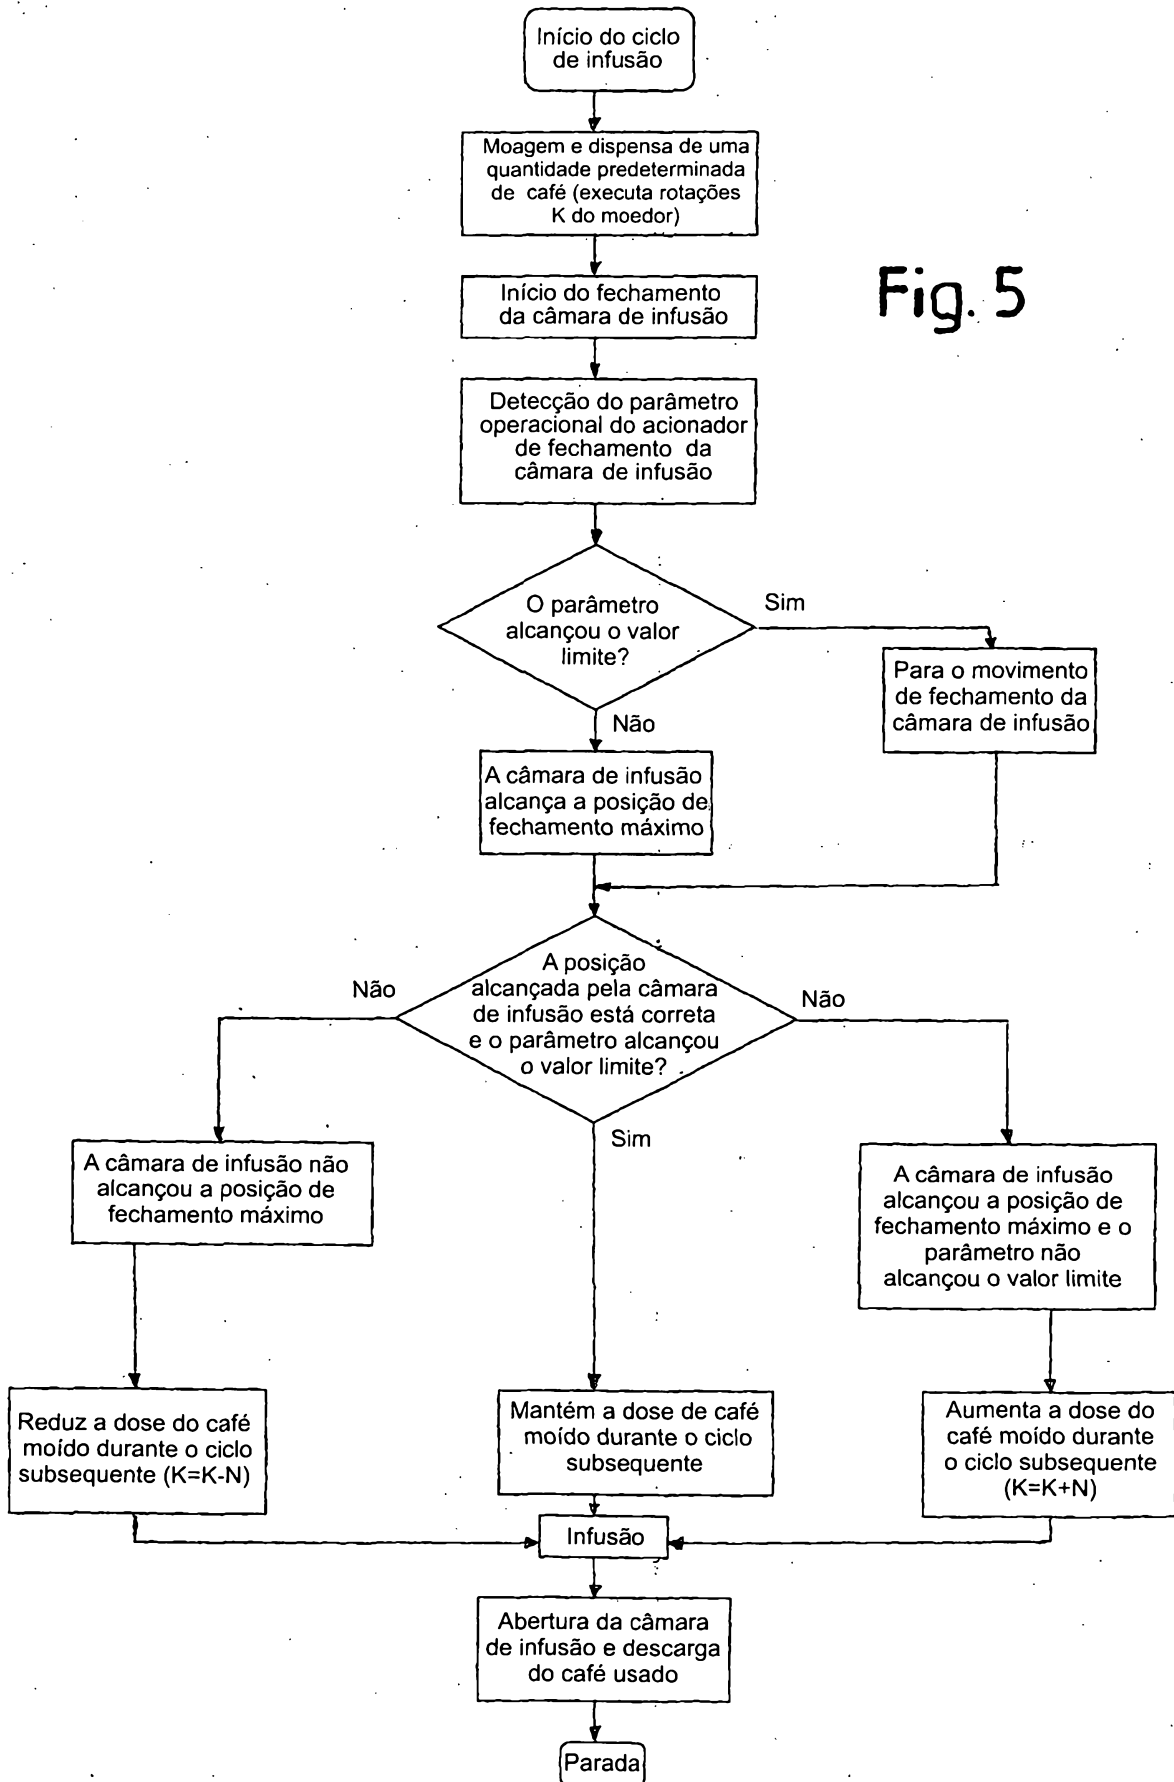 Início do ciclo
de infusão
Moagem e dispensa de uma
quantidade predeterminada
de café (executa rotações
K do moedor)
Fig. 5
Início do fechamento
da câmara de infusão
Detecção do parâmetro
operacional do acionador
de fechamento da
câmara de infusão
O parâmetro
alcançou o valor
limite?
Sim
Para o movimento
de fechamento da
câmara de infusão
Não
A câmara de infusão
alcança a posição de
fechamento máximo
A posição
alcançada pela câmara
de infusão está correta
e o parâmetro alcançou
o valor limite?
Não
Não
Sim
A câmara de infusão não
alcançou a posição de
fechamento máximo
A câmara de infusão
alcançou a posição de
fechamento máximo e o
parâmetro não
alcançou o valor limite
Reduz a dose do café
moído durante o ciclo
subsequente (K=K-N)
Mantém a dose de café
moído durante o ciclo
subsequente
Aumenta a dose do
café moído durante
o ciclo subsequente
(K=K+N)
Infusão
Abertura da câmara
de infusão e descarga
do café usado
Parada